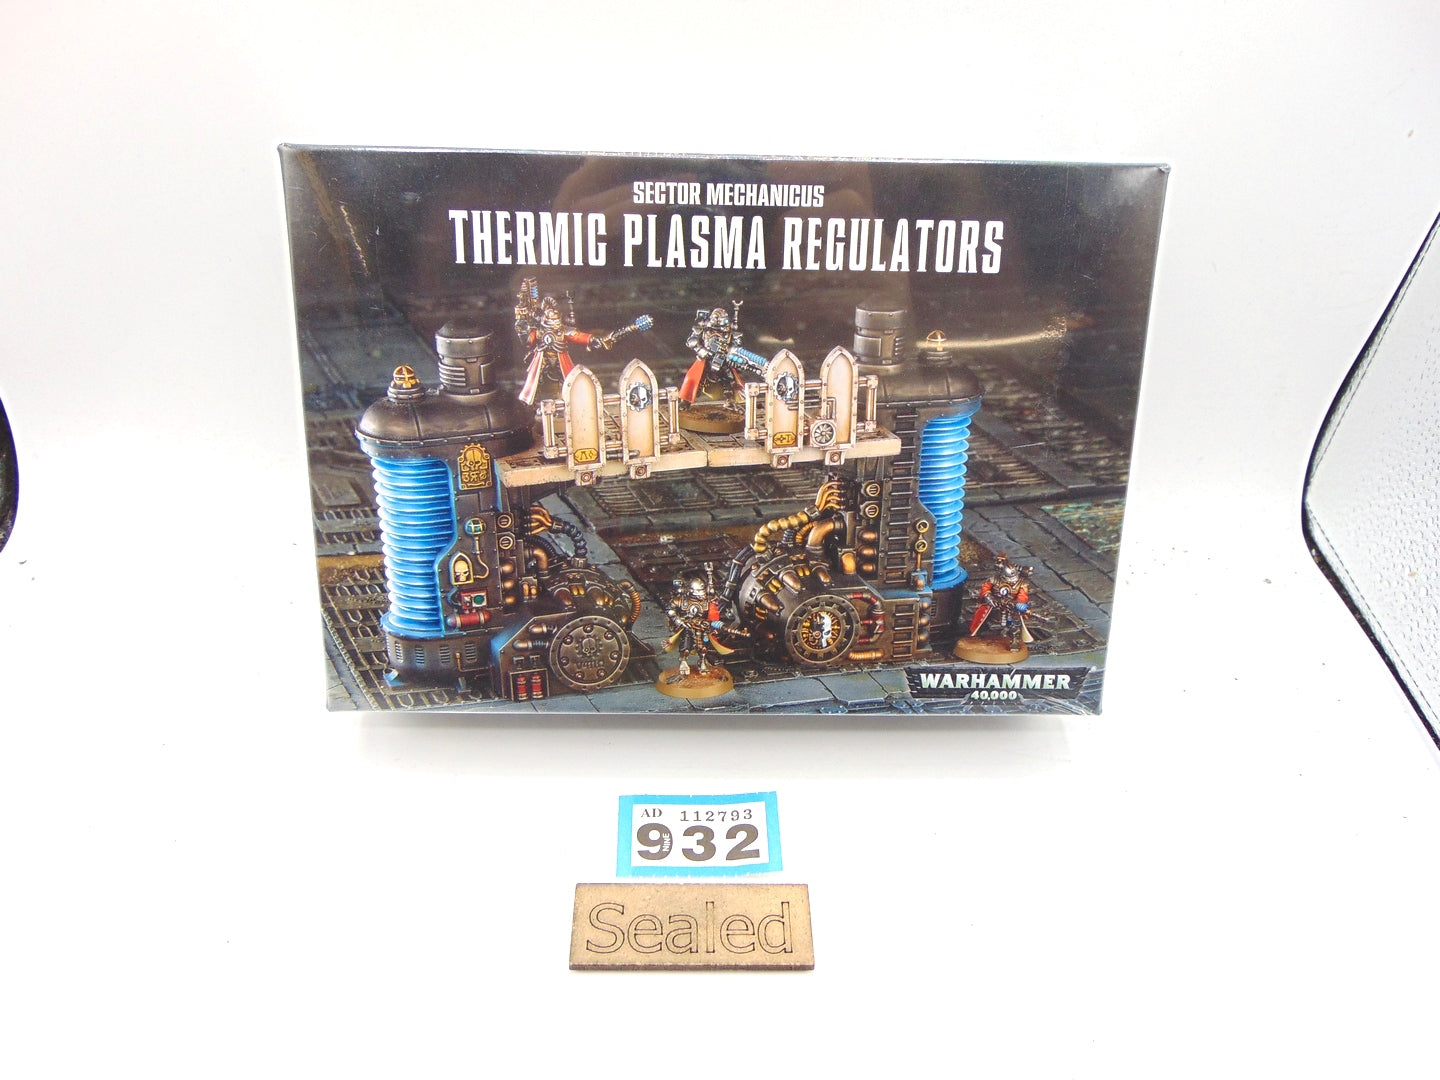 SECTOR MECHANICUS
THERMIC PLASMA REGULATORS
WARHAMMER
40,000
AD 112793
932
NINE
Sealed